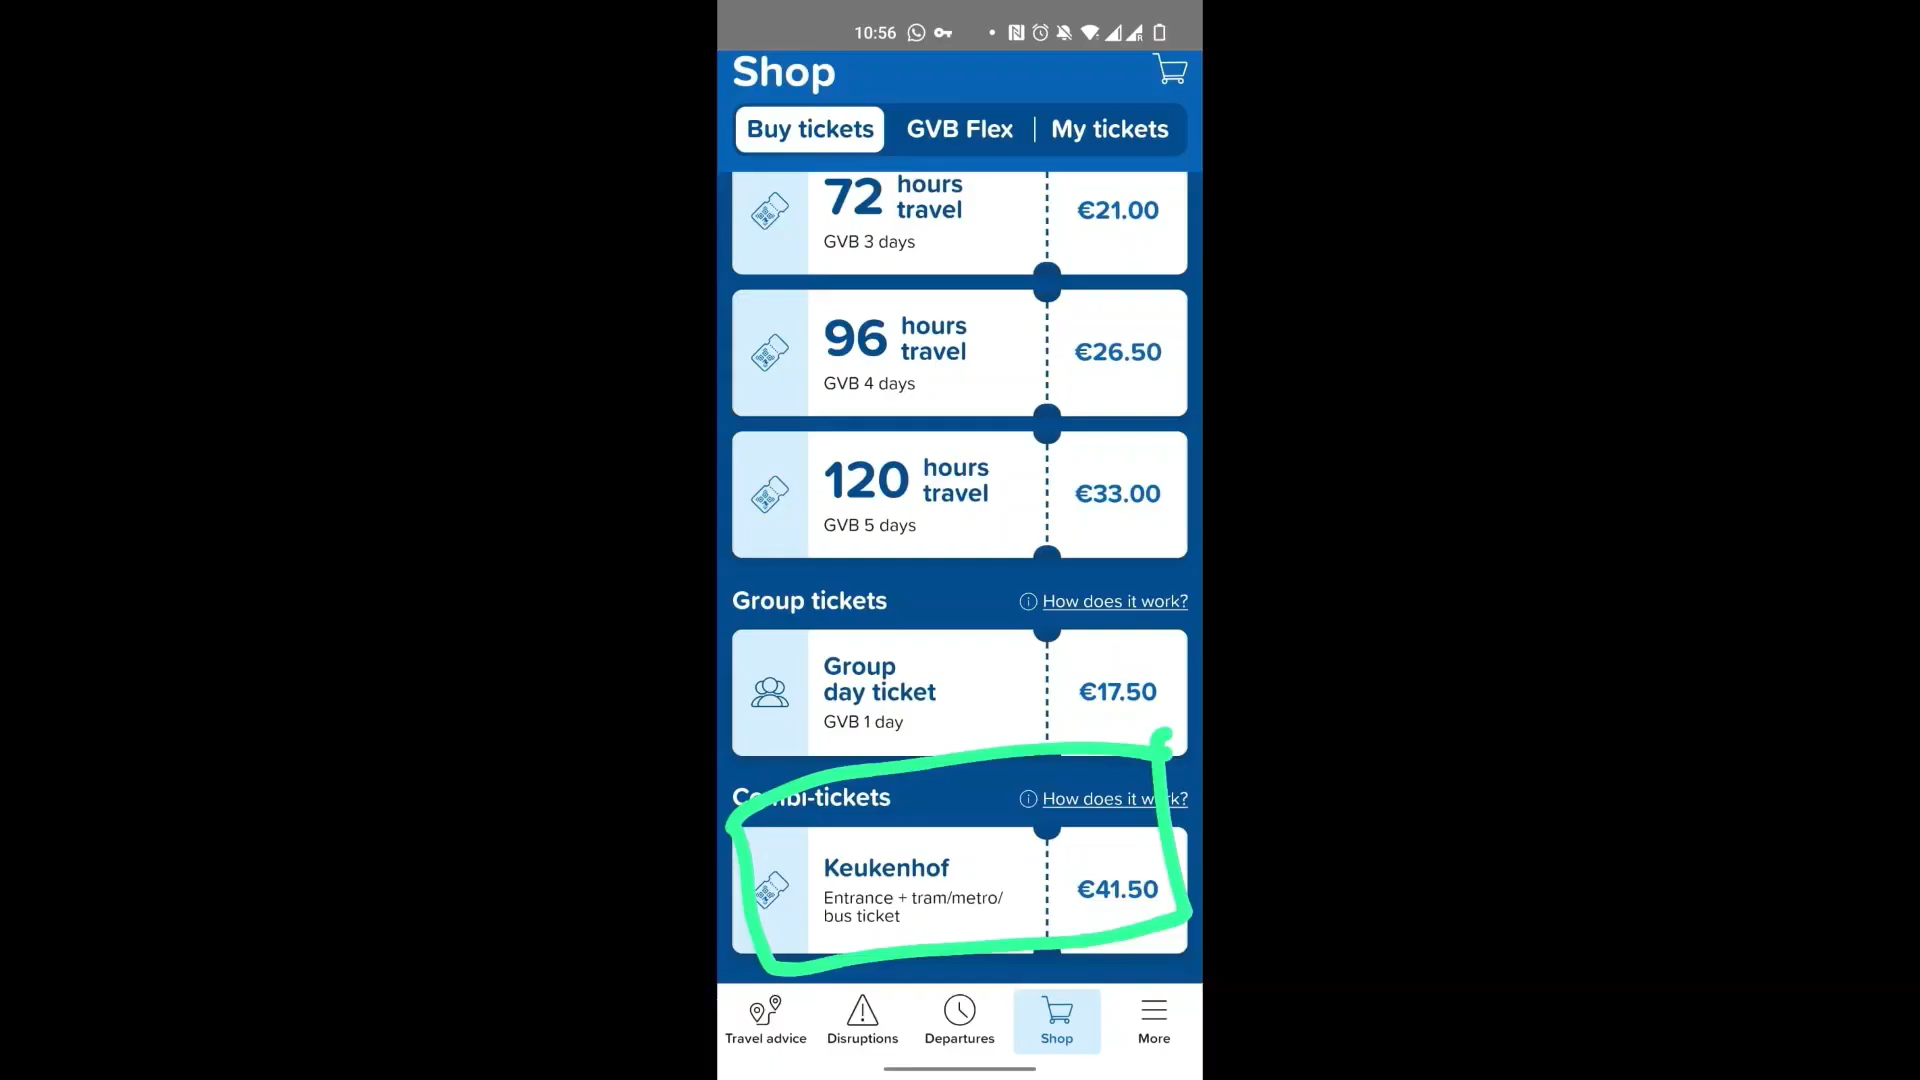 10:56
Shop
Buy tickets
GVB Flex
My tickets
72 hours travel
GVB 3 days
€21.00
96 hours travel
GVB 4 days
€26.50
120 hours travel
GVB 5 days
€33.00
Group tickets
How does it work?
Group
day ticket
GVB 1 day
€17.50
Combi-tickets
How does it work?
Keukenhof
Entrance + tram/metro/
bus ticket
€41.50
Travel advice
Disruptions
Departures
Shop
More